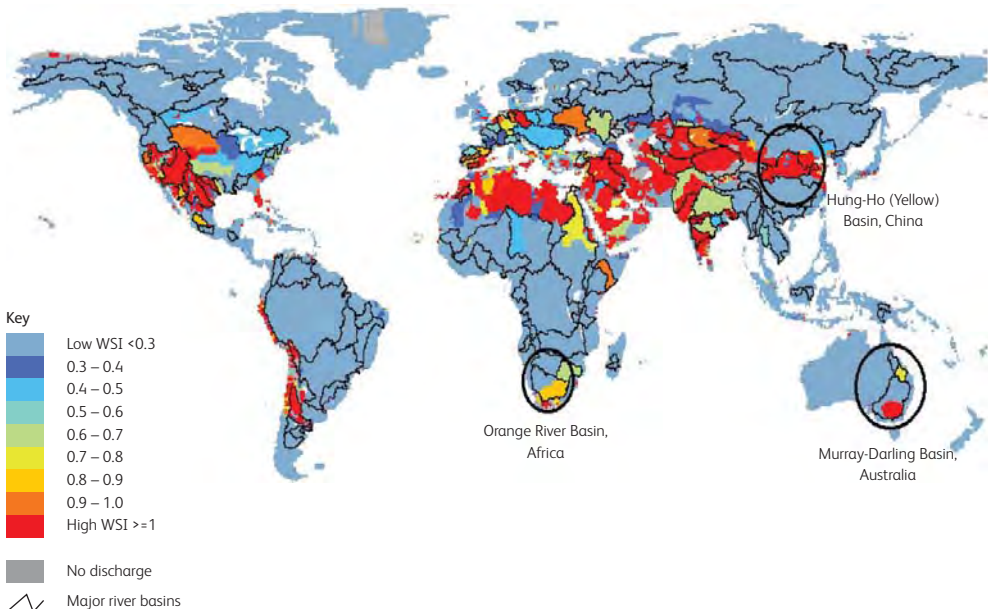 Hung-Ho (Yellow)
Basin, China
Key
Low WSI <0.3
0.3 – 0.4
0.4 – 0.5
0.5 – 0.6
0.6 – 0.7
0.7 – 0.8
0.8 – 0.9
0.9 – 1.0
High WSI >=1
No discharge
Major river basins
Orange River Basin,
Africa
Murray-Darling Basin,
Australia